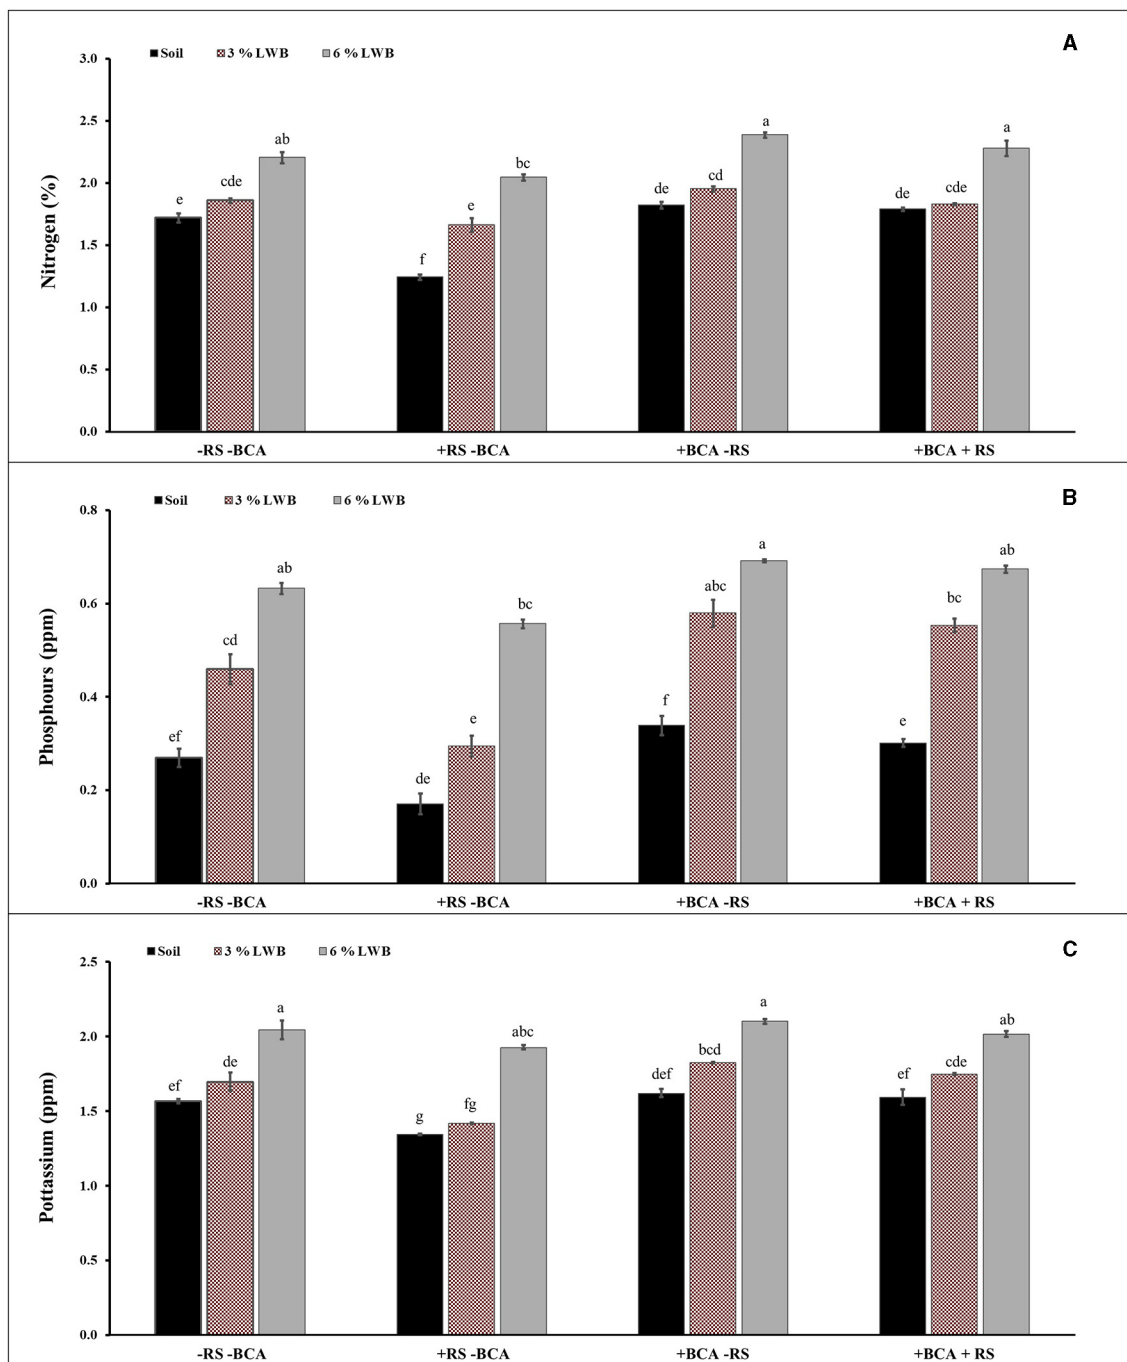 A
Soil 3 % LWB 6 % LWB
Nitrogen (%)
3.0
2.5
2.0
1.5
1.0
0.5
0.0
e cde ab
f e bc
de cd a
de cde a
-RS -BCA +RS -BCA +BCA -RS +BCA + RS
B
Soil 3 % LWB 6 % LWB
Phosphours (ppm)
0.8
0.6
0.4
0.2
0.0
ef cd ab
de e bc
f abc a
e bc ab
-RS -BCA +RS -BCA +BCA -RS +BCA + RS
C
Soil 3 % LWB 6 % LWB
Pottassium (ppm)
2.5
2.0
1.5
1.0
0.5
0.0
ef de a
g fg abc
def bcd a
ef cde ab
-RS -BCA +RS -BCA +BCA -RS +BCA + RS